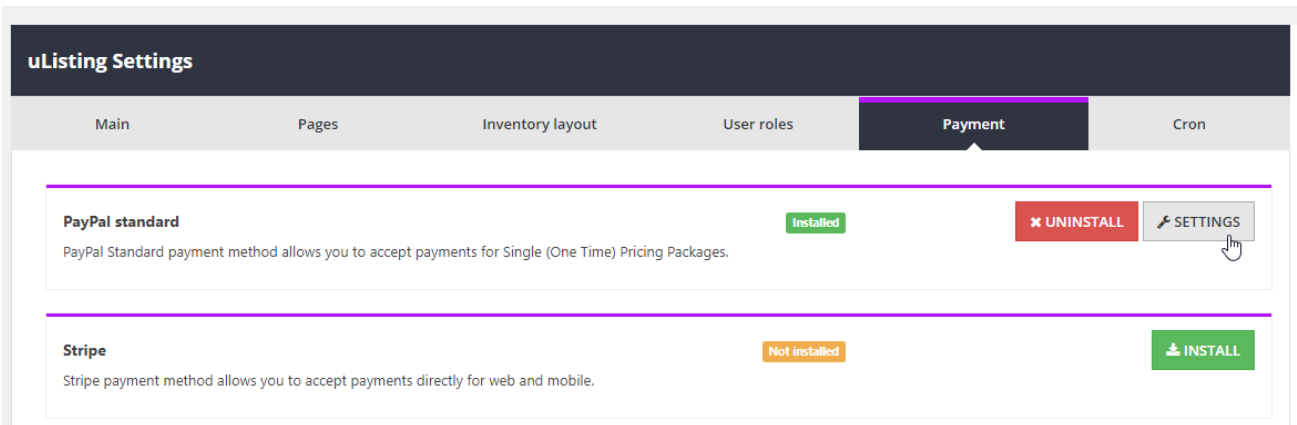 uListing Settings
Main Pages Inventory layout User roles Payment Cron
PayPal standard Installed UNINSTALL SETTINGS
PayPal Standard payment method allows you to accept payments for Single (One Time) Pricing Packages.
Stripe Not installed INSTALL
Stripe payment method allows you to accept payments directly for web and mobile.